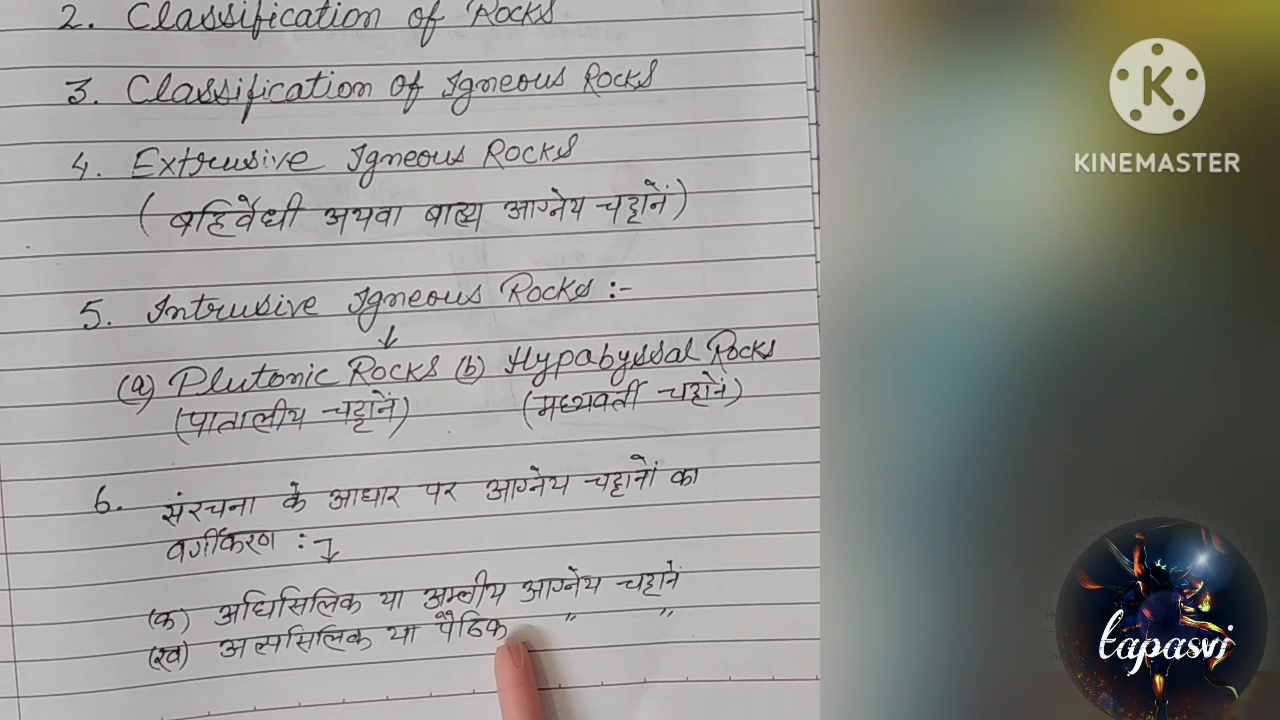 2. Classification of Rocks
3. Classification of Igneous Rocks
4. Extrusive Igneous Rocks
( बहिर्वेधी अथवा बाह्य आग्नेय चट्टानें )
5. Intrusive Igneous Rocks :-
↓
(a) Plutonic Rocks (b) Hypabyssal Rocks
(पातालीय चट्टानें) (मध्यवर्ती चट्टानें)
6. संरचना के आधार पर आग्नेय चट्टानों का
वर्गीकरण :-↓
(क) अधिसिलिक या अम्लीय आग्नेय चट्टानें
(ख) अल्पसिलिक या पैठिक " "
K
KINEMASTER
tapasvi